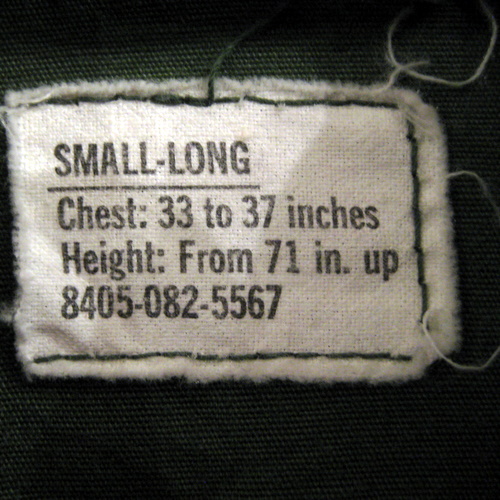 SMALL-LONG
Chest: 33 to 37 inches
Height: From 71 in. up
8405-082-5567